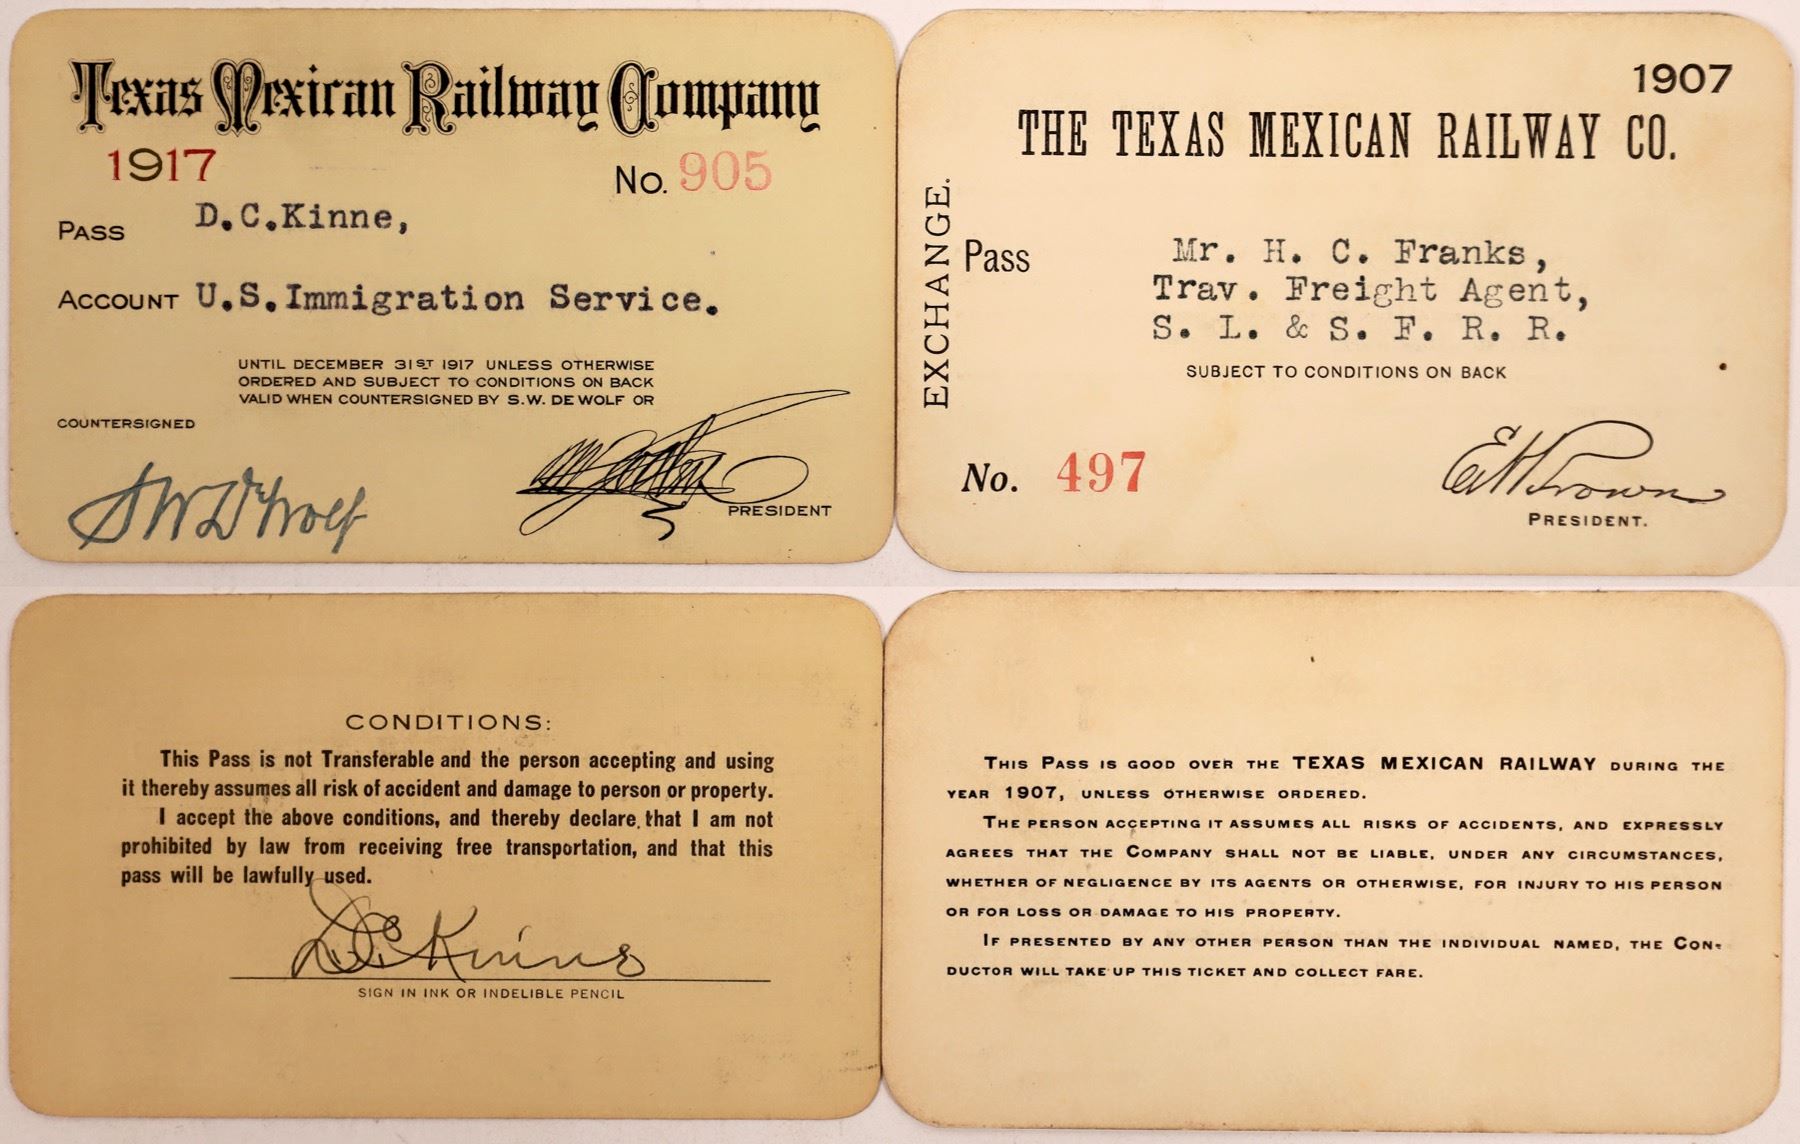 Texas Mexican Railway Company
1917
No. 905
PASS D.C.Kinne,
ACCOUNT U.S.Immigration Service.
UNTIL DECEMBER 31ST 1917 UNLESS OTHERWISE
ORDERED AND SUBJECT TO CONDITIONS ON BACK
VALID WHEN COUNTERSIGNED BY S.W. DE WOLF OR
COUNTERSIGNED
S W De Wolf
PRESIDENT
1907
THE TEXAS MEXICAN RAILWAY CO.
EXCHANGE.
Pass Mr. H. C. Franks,
Trav. Freight Agent,
S. L. & S. F. R. R.
SUBJECT TO CONDITIONS ON BACK
No. 497
Brown
PRESIDENT.
CONDITIONS:
This Pass is not Transferable and the person accepting and using
it thereby assumes all risk of accident and damage to person or property.
I accept the above conditions, and thereby declare, that I am not
prohibited by law from receiving free transportation, and that this
pass will be lawfully used.
D.C. Kinne
SIGN IN INK OR INDELIBLE PENCIL
THIS PASS IS GOOD OVER THE TEXAS MEXICAN RAILWAY DURING THE
YEAR 1907, UNLESS OTHERWISE ORDERED.
THE PERSON ACCEPTING IT ASSUMES ALL RISKS OF ACCIDENTS, AND EXPRESSLY
AGREES THAT THE COMPANY SHALL NOT BE LIABLE, UNDER ANY CIRCUMSTANCES,
WHETHER OF NEGLIGENCE BY ITS AGENTS OR OTHERWISE, FOR INJURY TO HIS PERSON
OR FOR LOSS OR DAMAGE TO HIS PROPERTY.
IF PRESENTED BY ANY OTHER PERSON THAN THE INDIVIDUAL NAMED, THE CON-
DUCTOR WILL TAKE UP THIS TICKET AND COLLECT FARE.